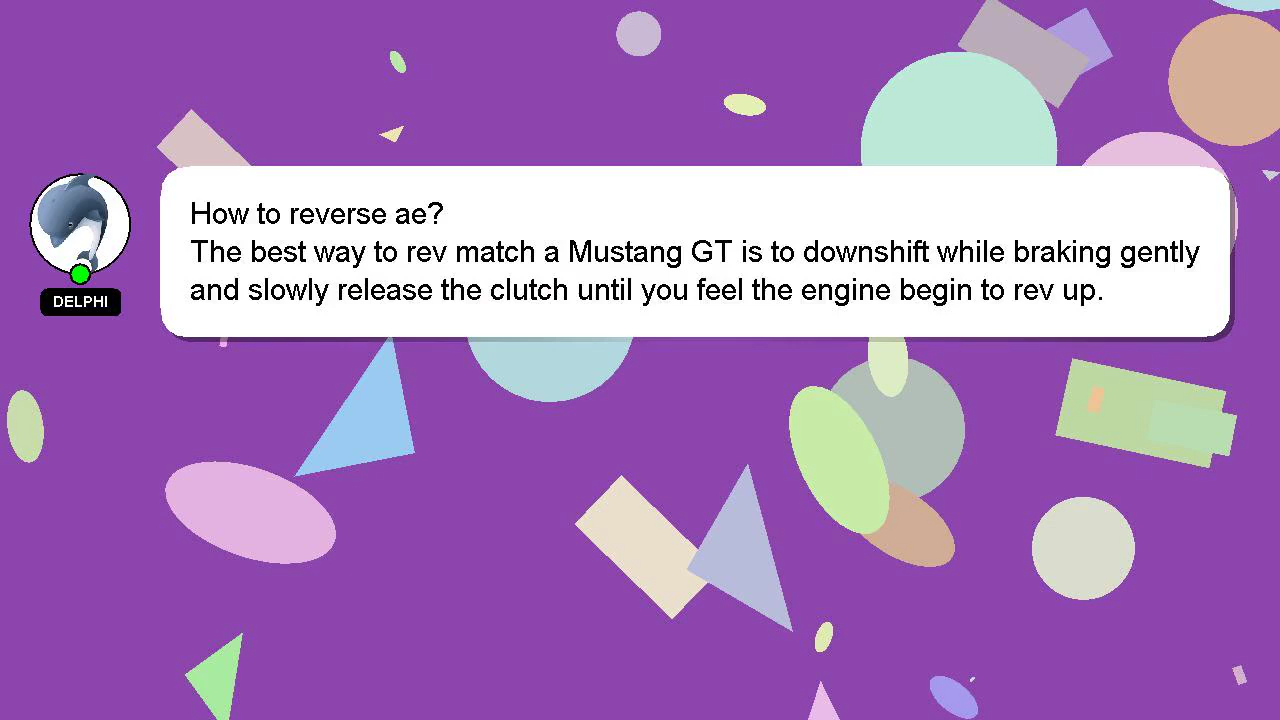 How to reverse ae?
The best way to rev match a Mustang GT is to downshift while braking gently
and slowly release the clutch until you feel the engine begin to rev up.
DELPHI